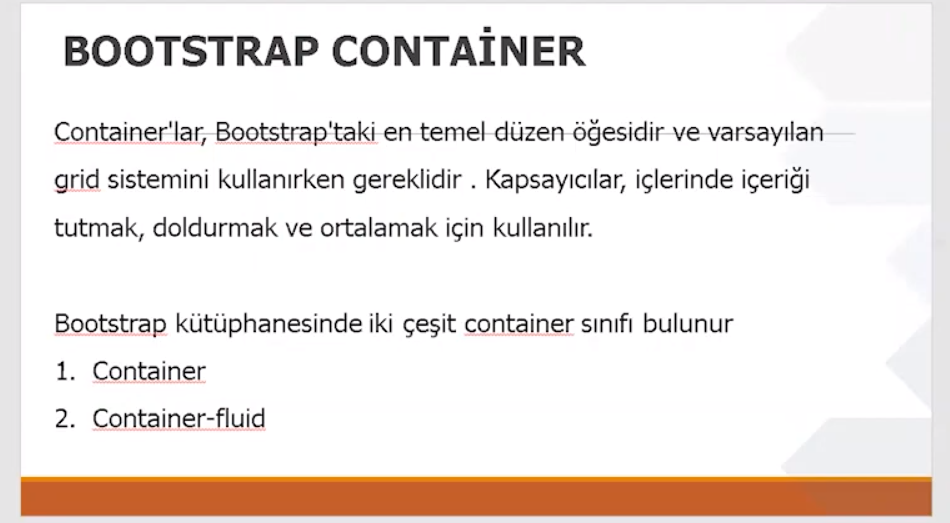 BOOTSTRAP CONTAİNER
Container'lar, Bootstrap'taki en temel düzen öğesidir ve varsayılan
grid sistemini kullanırken gereklidir . Kapsayıcılar, içlerinde içeriği
tutmak, doldurmak ve ortalamak için kullanılır.
Bootstrap kütüphanesinde iki çeşit container sınıfı bulunur
1. Container
2. Container-fluid